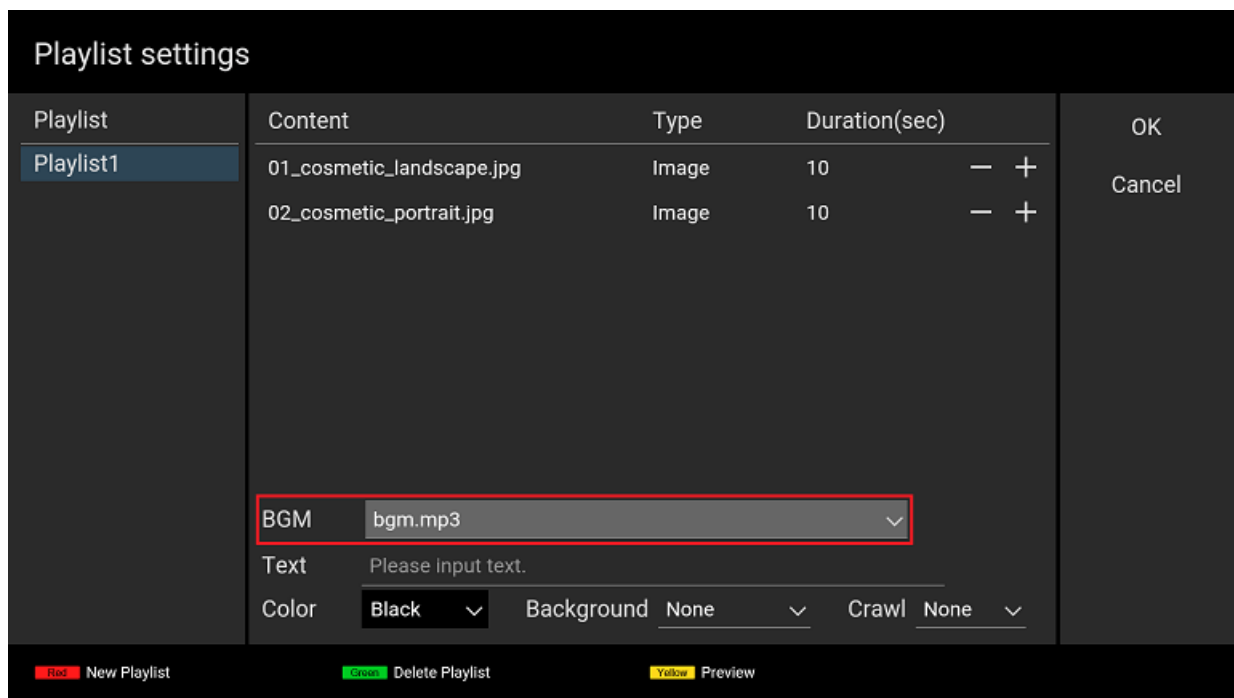 Playlist settings
Playlist
Playlist1
Content Type Duration(sec)
01_cosmetic_landscape.jpg Image 10 − +
02_cosmetic_portrait.jpg Image 10 − +
BGM bgm.mp3
Text Please input text.
Color Black Background None Crawl None
OK
Cancel
Red New Playlist Green Delete Playlist Yellow Preview